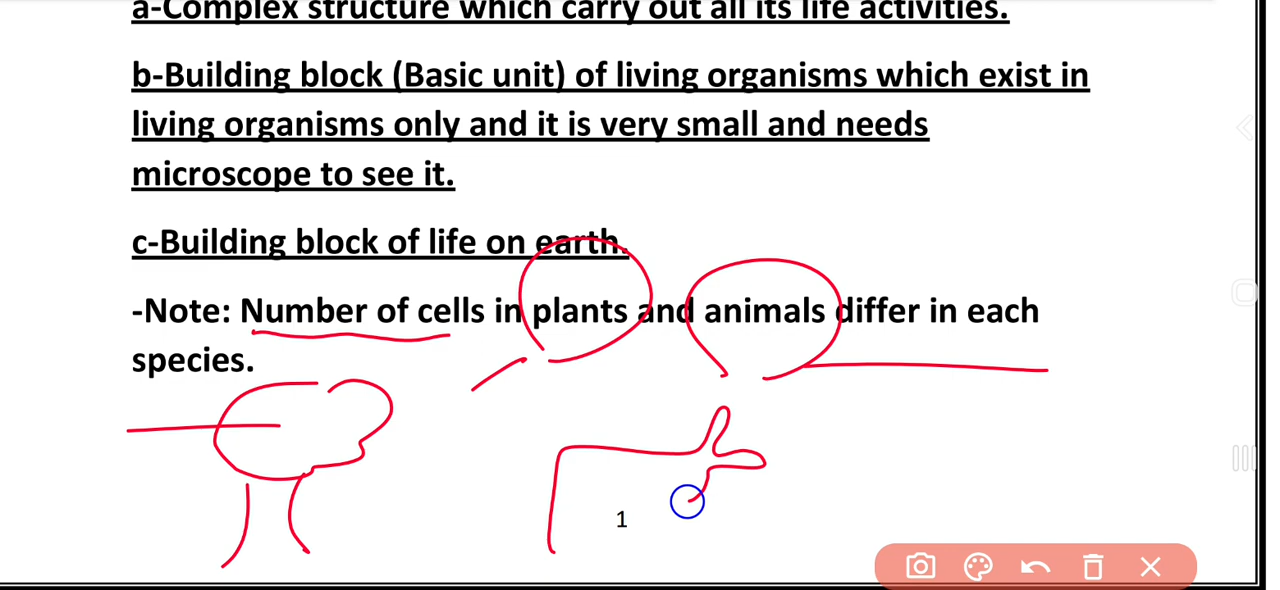 a-Complex structure which carry out all its life activities.
b-Building block (Basic unit) of living organisms which exist in
living organisms only and it is very small and needs
microscope to see it.
c-Building block of life on earth.
-Note: Number of cells in plants and animals differ in each
species.
1